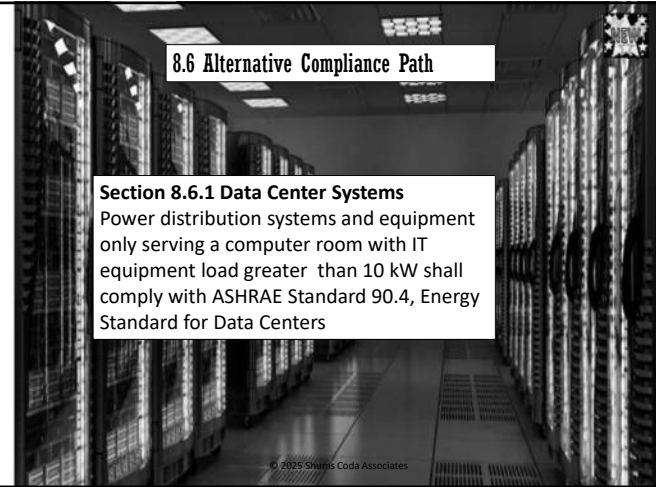 NEW
8.6 Alternative Compliance Path
Section 8.6.1 Data Center Systems
Power distribution systems and equipment
only serving a computer room with IT
equipment load greater than 10 kW shall
comply with ASHRAE Standard 90.4, Energy
Standard for Data Centers
© 2025 Shums Coda Associates